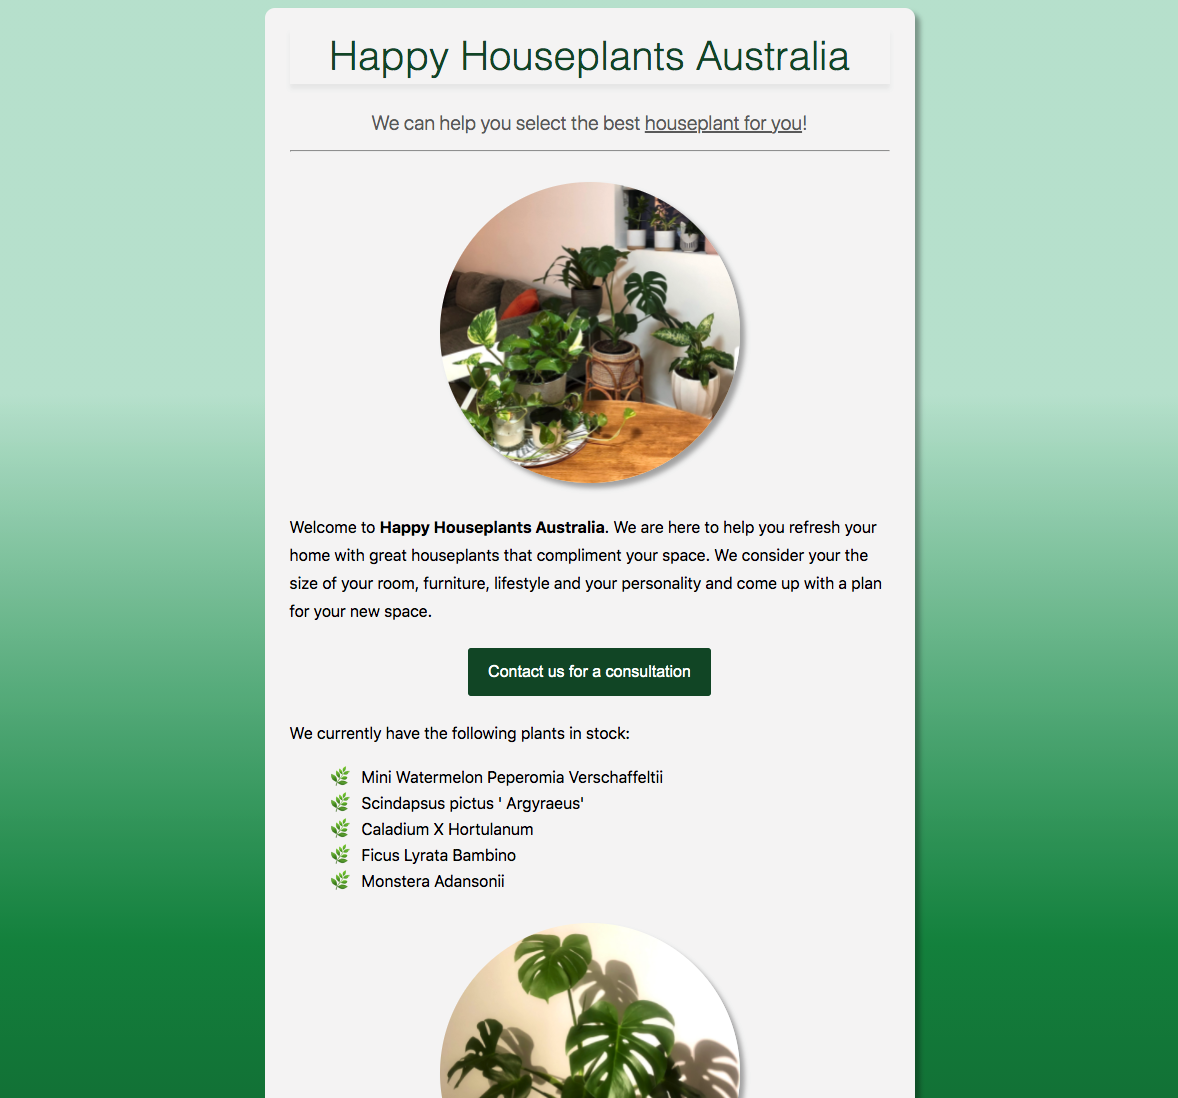 Happy Houseplants Australia
We can help you select the best houseplant for you!
Welcome to Happy Houseplants Australia. We are here to help you refresh your
home with great houseplants that compliment your space. We consider your the
size of your room, furniture, lifestyle and your personality and come up with a plan
for your new space.
Contact us for a consultation
We currently have the following plants in stock:
Mini Watermelon Peperomia Verschaffeltii
Scindapsus pictus ' Argyraeus'
Caladium X Hortulanum
Ficus Lyrata Bambino
Monstera Adansonii